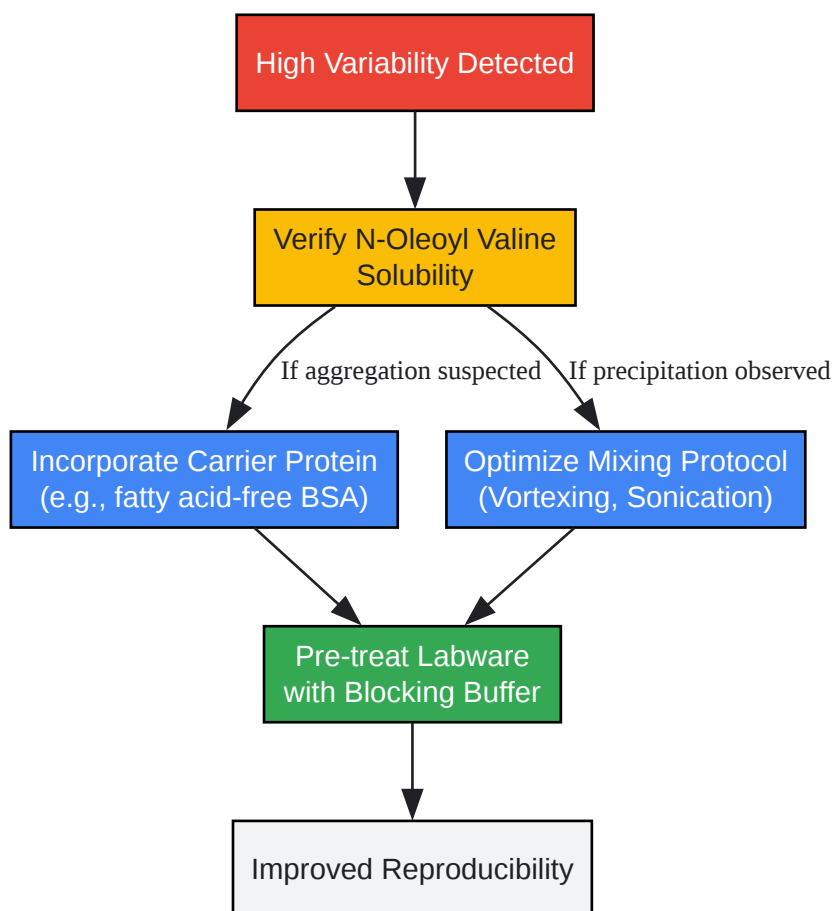 High Variability Detected
Verify N-Oleoyl Valine
Solubility
If aggregation suspected
If precipitation observed
Incorporate Carrier Protein
(e.g., fatty acid-free BSA)
Optimize Mixing Protocol
(Vortexing, Sonication)
Pre-treat Labware
with Blocking Buffer
Improved Reproducibility